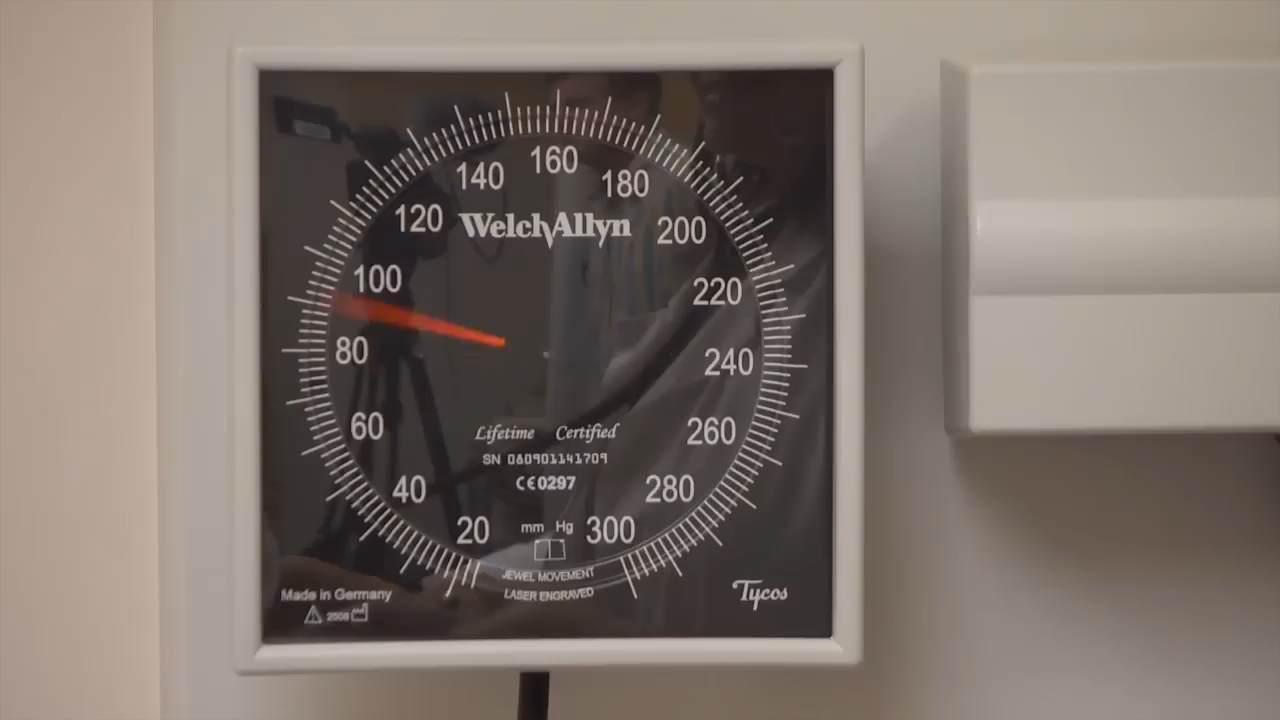 160
140
180
120
WelchAllyn
200
100
220
80
240
60
Lifetime Certified
260
SN 080901141709
CE0297
40
280
20
mm Hg
300
JEWEL MOVEMENT
LASER ENGRAVED
Made in Germany
Tycos
2008